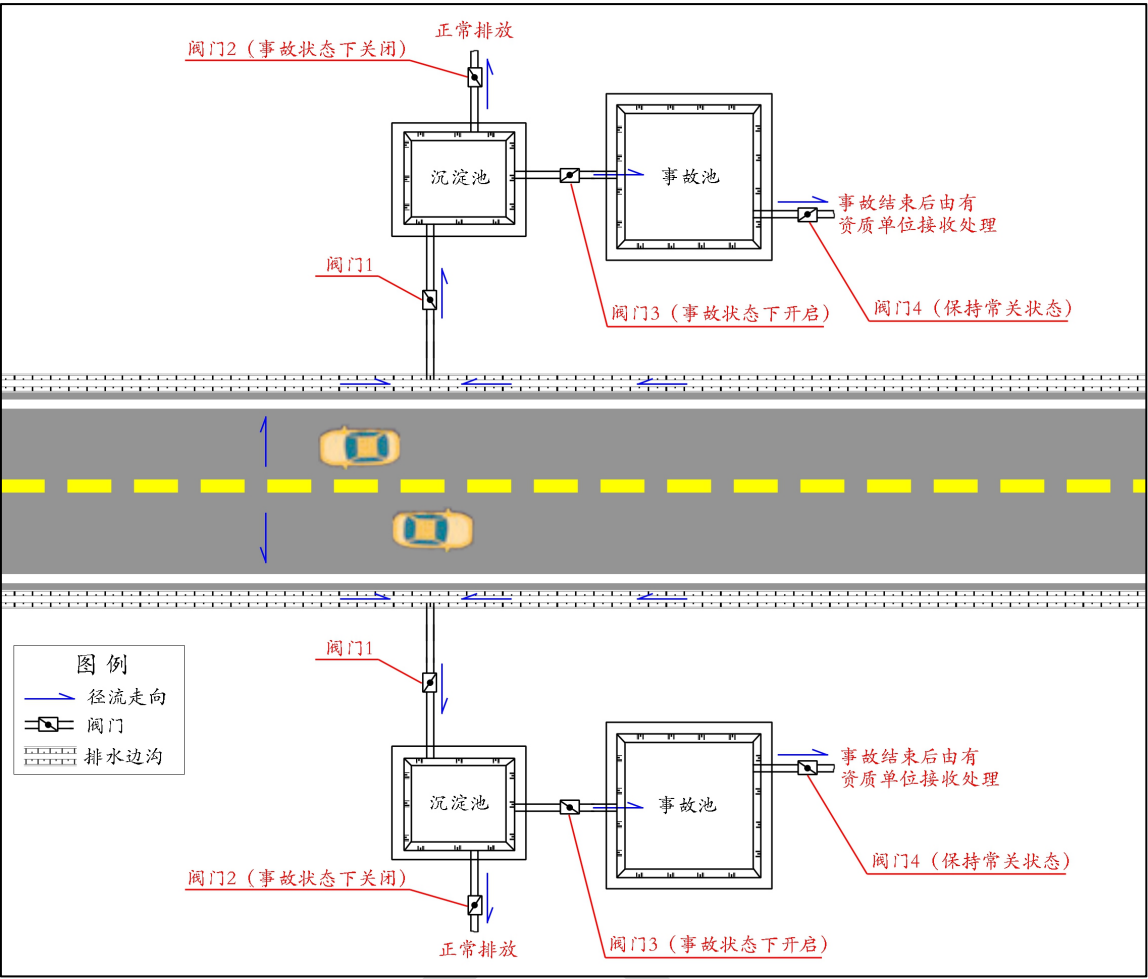 正常排放
阀门2（事故状态下关闭）
沉淀池
事故池
事故结束后由有
资质单位接收处理
阀门1
阀门3（事故状态下开启）
阀门4（保持常关状态）
阀门1
图 例
径流走向
阀门
排水边沟
沉淀池
事故池
事故结束后由有
资质单位接收处理
阀门4（保持常关状态）
阀门2（事故状态下关闭）
正常排放
阀门3（事故状态下开启）